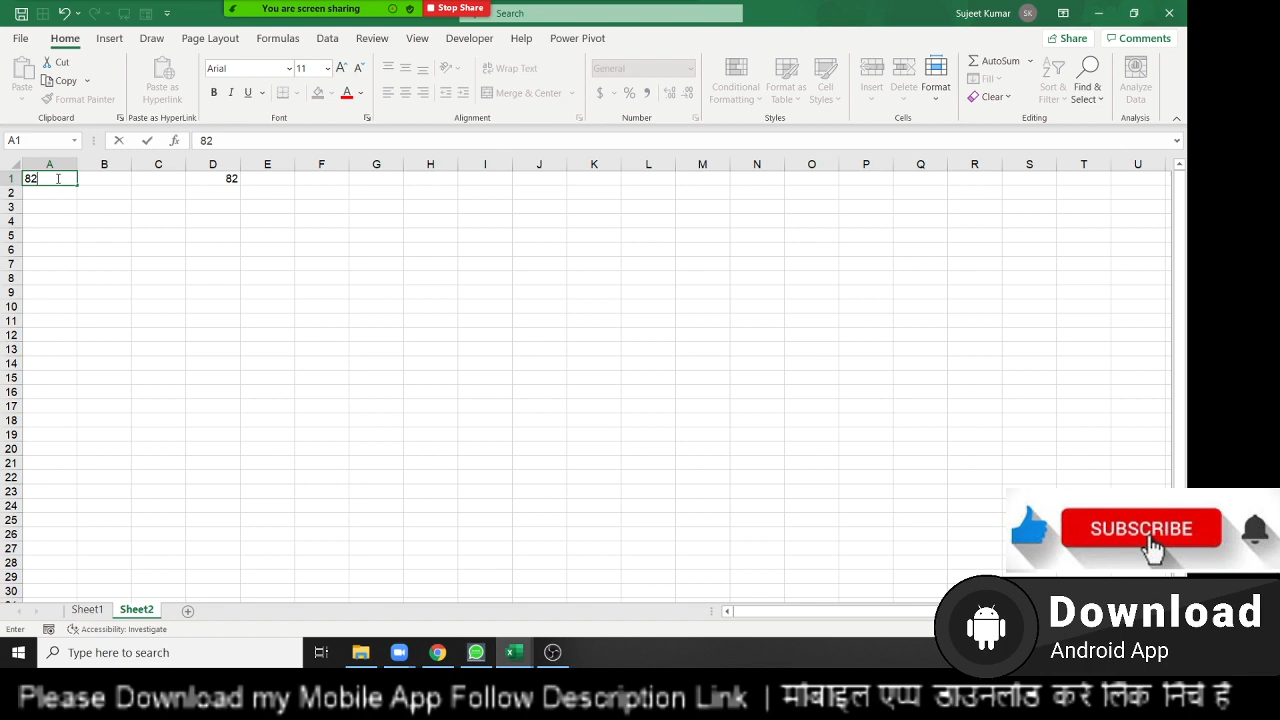 You are screen sharing
Stop Share
Search
Sujeet Kumar
SK
File Home Insert Draw Page Layout Formulas Data Review View Developer Help Power Pivot
Share
Comments
Paste
Cut
Copy
Format Painter
Clipboard
Paste as Hyperlink
Paste as HyperLink
Arial
11
B I U
Font
Wrap Text
Merge & Center
Alignment
General
$ % ,
Number
Conditional Formatting
Format as Table
Cell Styles
Styles
Insert
Delete
Format
Cells
AutoSum
Fill
Clear
Sort & Filter
Find & Select
Editing
Analyze Data
Analysis
A1
fx
82
A B C D E F G H I J K L M N O P Q R S T U
1 82 82
2
3
4
5
6
7
8
9
10
11
12
13
14
15
16
17
18
19
20
21
22
23
24
25
26
27
28
29
30
Sheet1
Sheet2
Enter
Accessibility: Investigate
SUBSCRIBE
Download
Android App
Type here to search
Please Download my Mobile App Follow Description Link | मोबाइल एप्प डाउनलोड करे लिंक निचे है